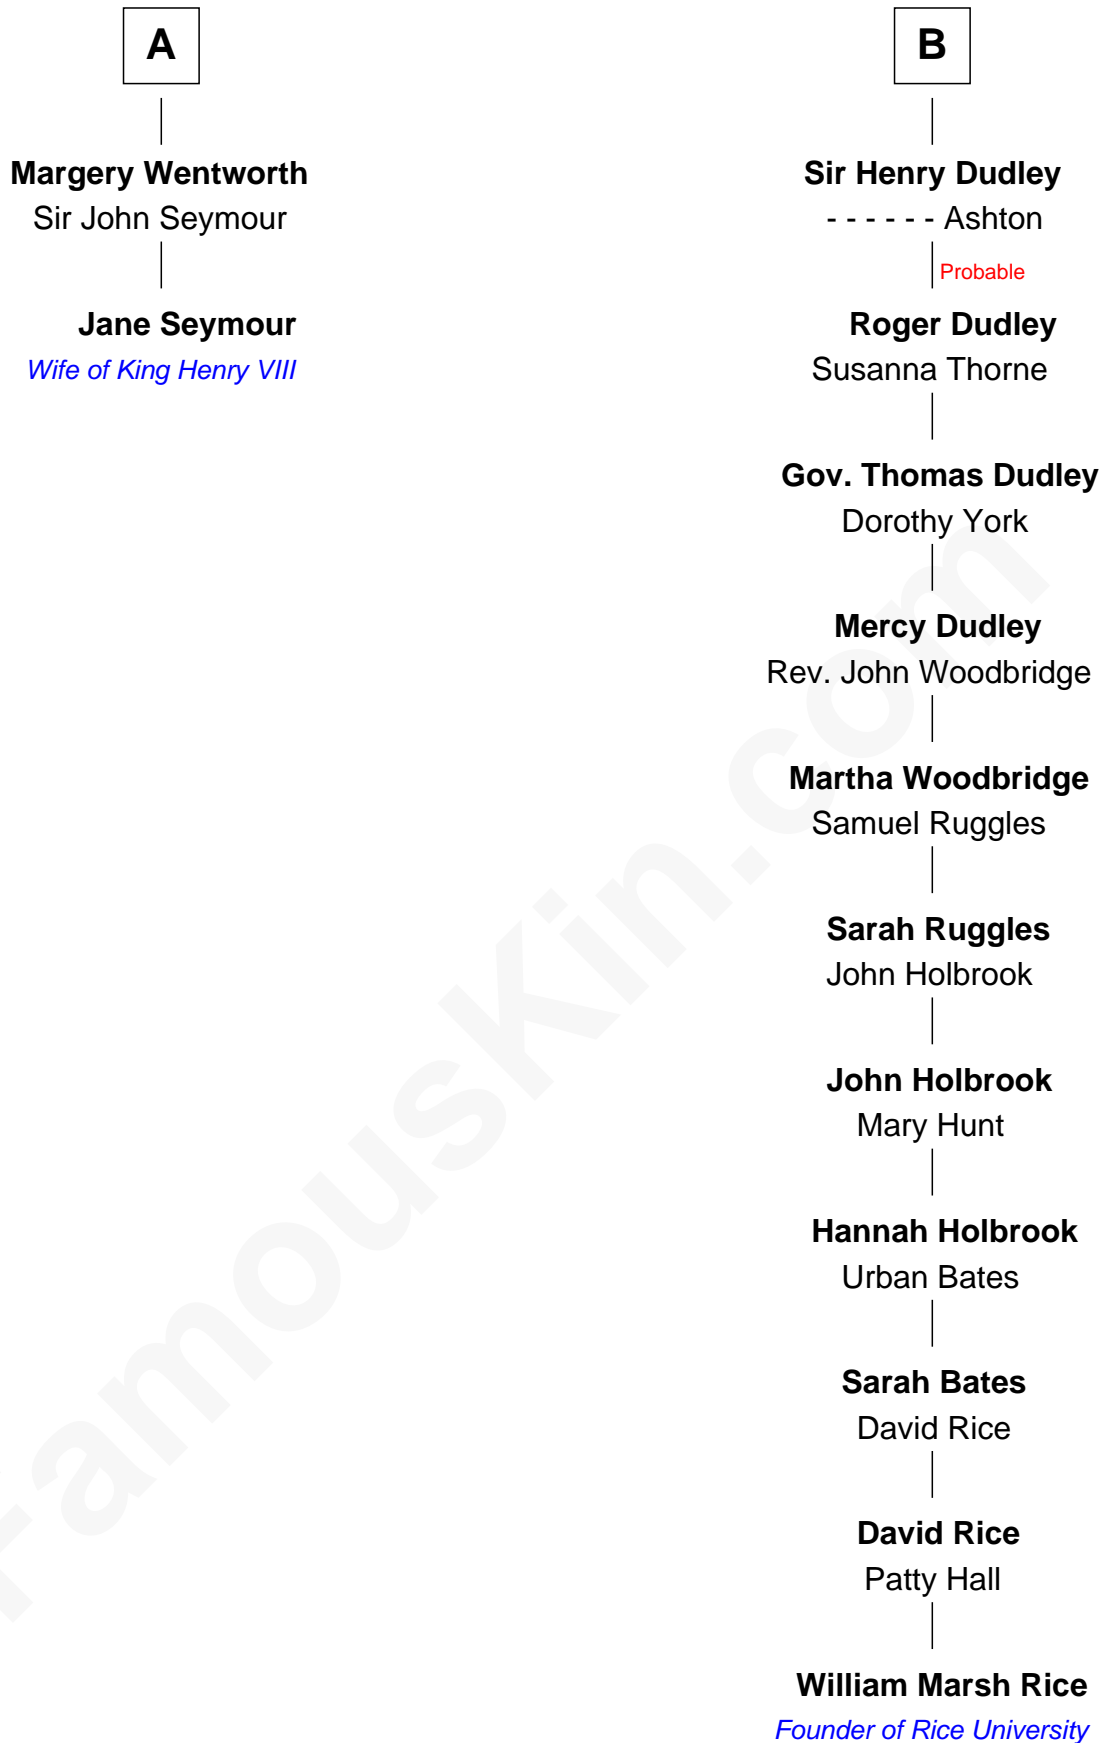 A
Margery Wentworth
Sir John Seymour
Jane Seymour
Wife of King Henry VIII
B
Sir Henry Dudley
- - - - - - Ashton
Probable
Roger Dudley
Susanna Thorne
Gov. Thomas Dudley
Dorothy York
Mercy Dudley
Rev. John Woodbridge
Martha Woodbridge
Samuel Ruggles
Sarah Ruggles
John Holbrook
John Holbrook
Mary Hunt
Hannah Holbrook
Urban Bates
Sarah Bates
David Rice
David Rice
Patty Hall
William Marsh Rice
Founder of Rice University
FamousKin.com